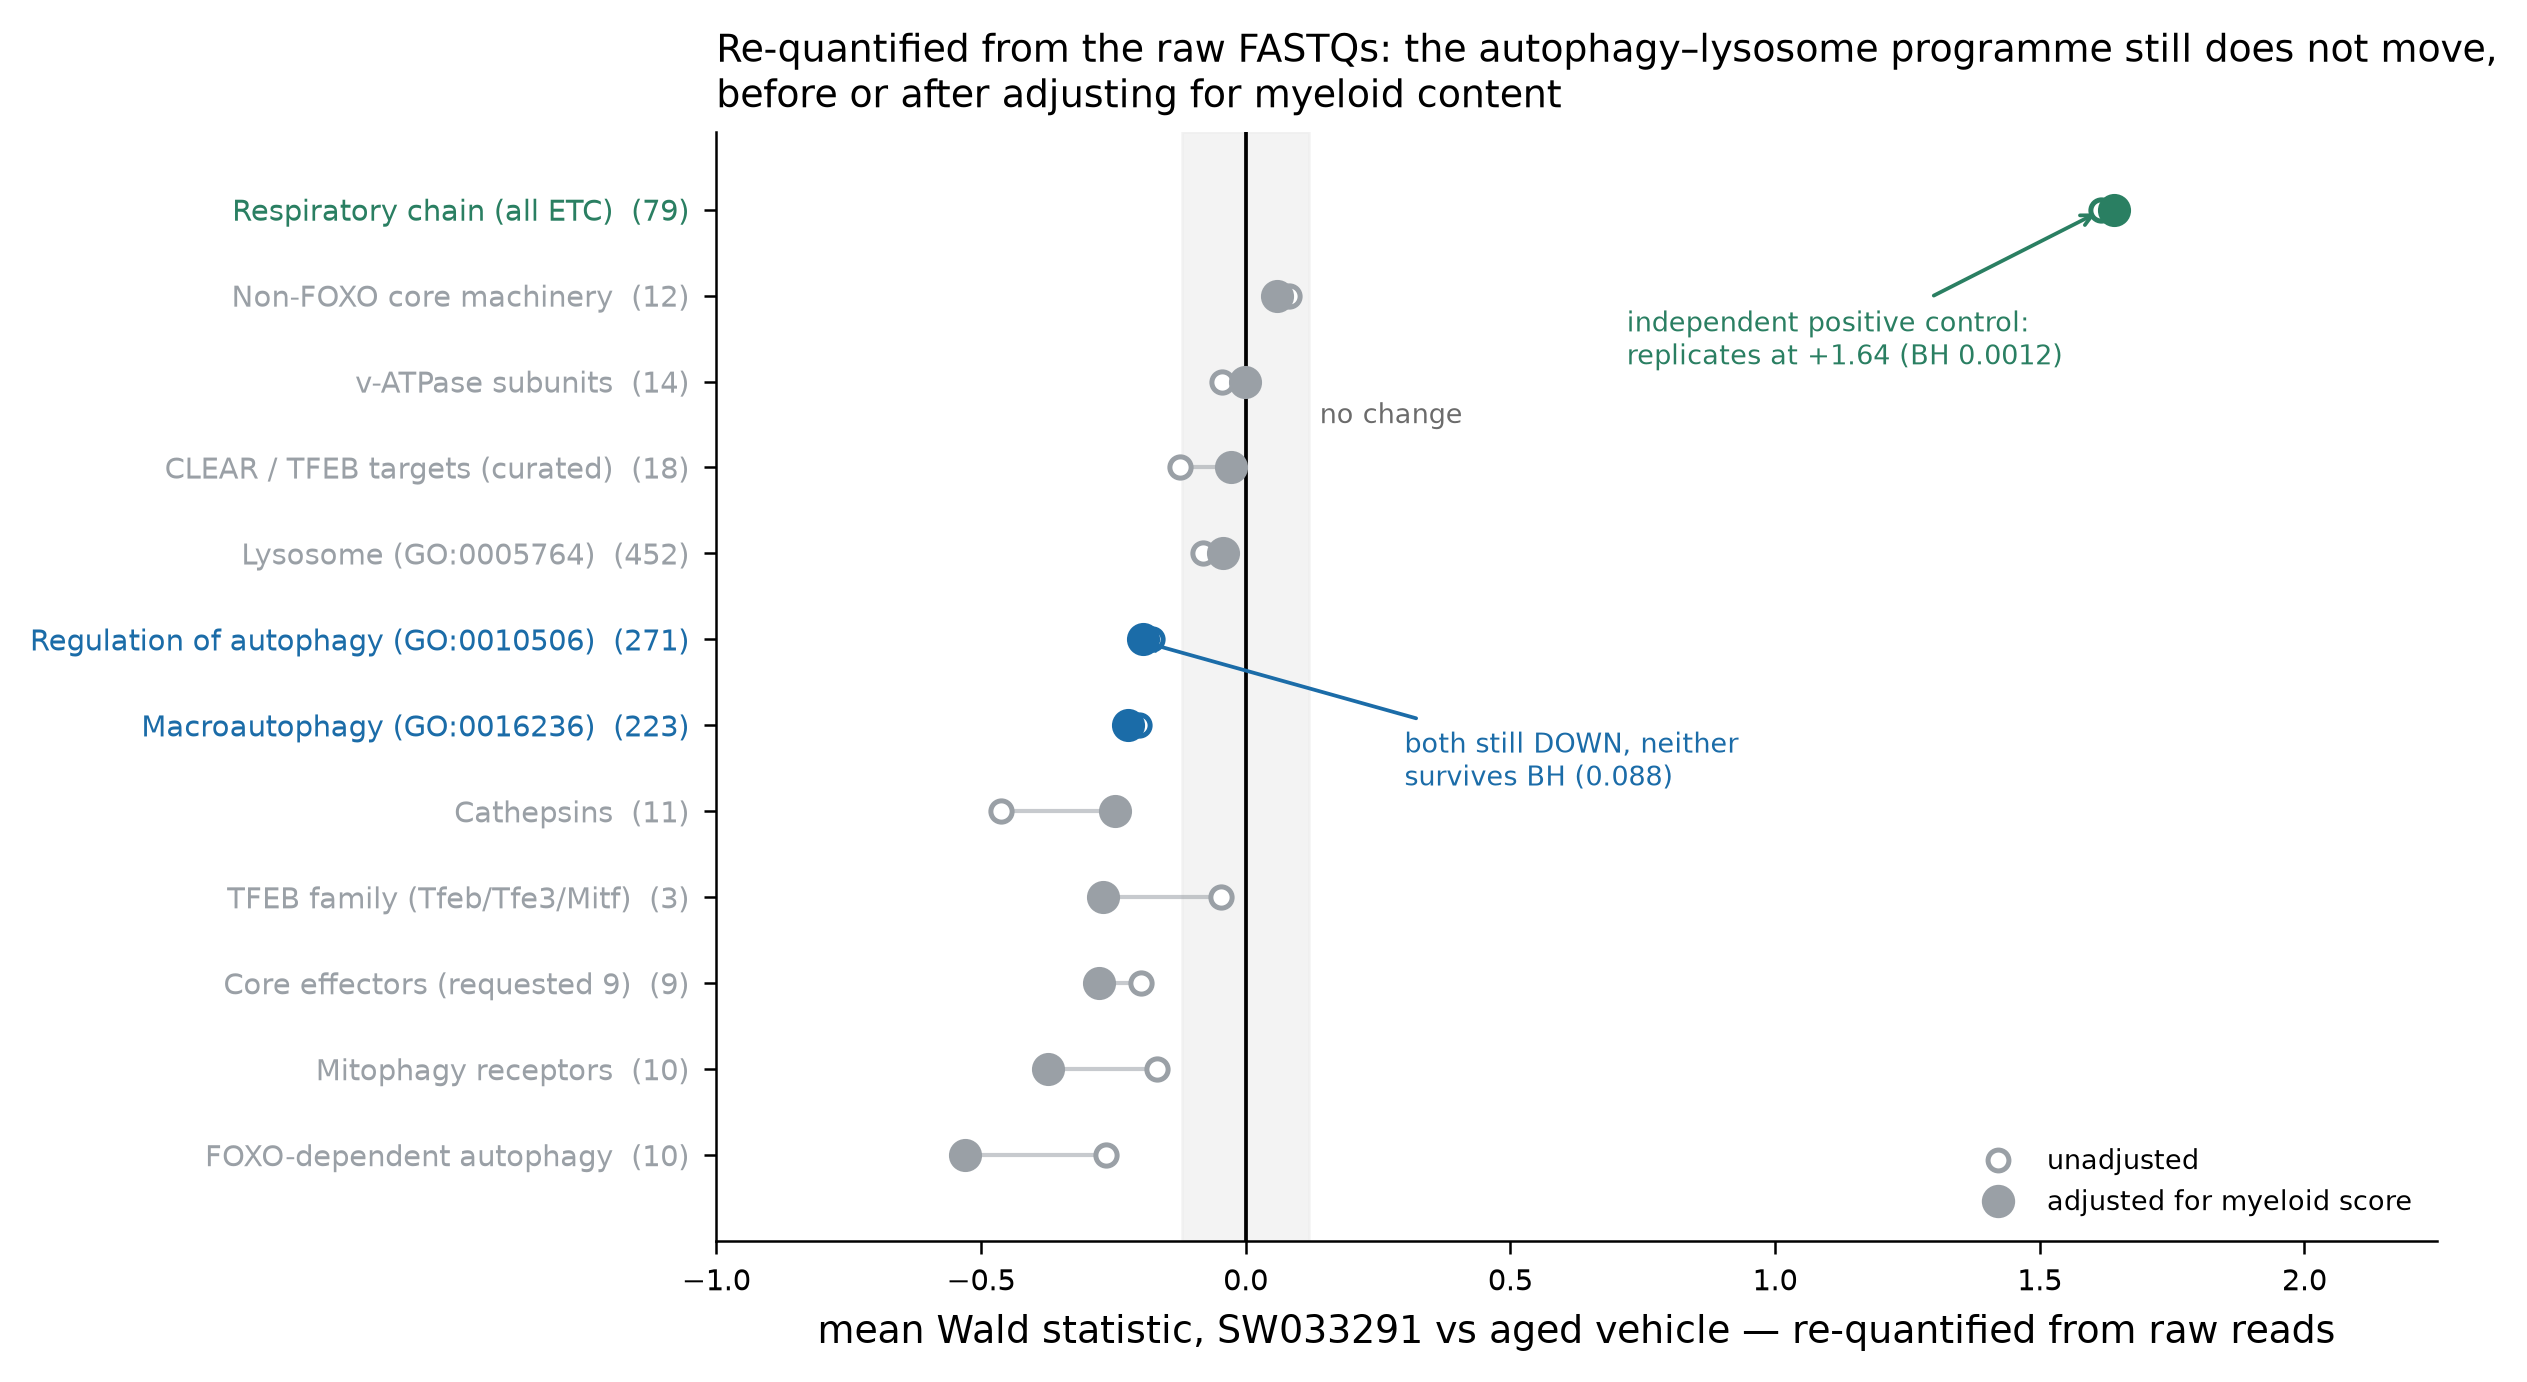 Re-quantified from the raw FASTQs: the autophagy–lysosome programme still does not move,
before or after adjusting for myeloid content
Respiratory chain (all ETC) (79)
Non-FOXO core machinery (12)
independent positive control:
replicates at +1.64 (BH 0.0012)
v-ATPase subunits (14)
no change
CLEAR / TFEB targets (curated) (18)
Lysosome (GO:0005764) (452)
Regulation of autophagy (GO:0010506) (271)
Macroautophagy (GO:0016236) (223)
both still DOWN, neither
survives BH (0.088)
Cathepsins (11)
TFEB family (Tfeb/Tfe3/Mitf) (3)
Core effectors (requested 9) (9)
Mitophagy receptors (10)
FOXO-dependent autophagy (10)
unadjusted
adjusted for myeloid score
−1.0 −0.5 0.0 0.5 1.0 1.5 2.0
mean Wald statistic, SW033291 vs aged vehicle — re-quantified from raw reads